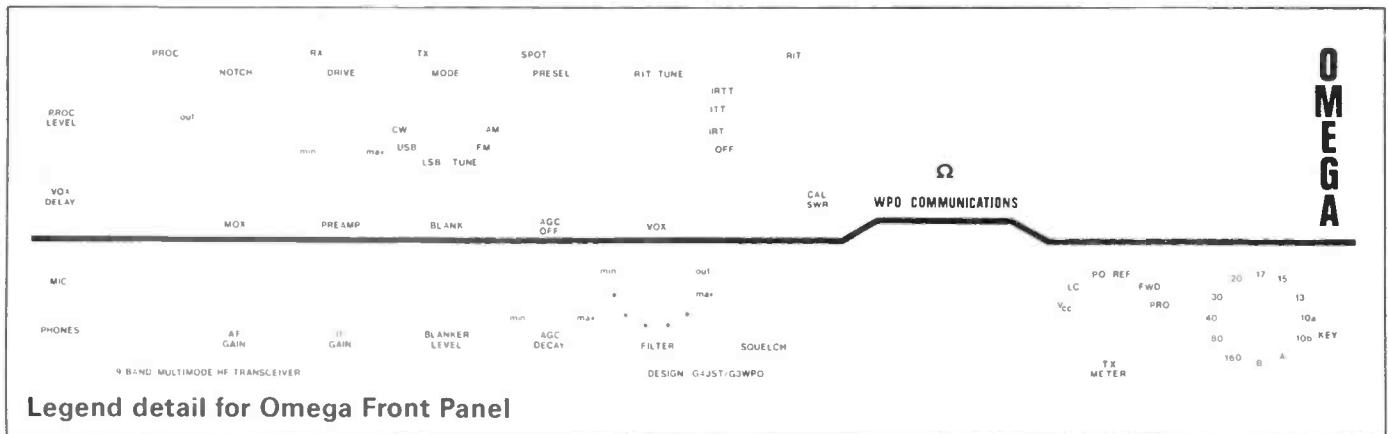 PROC RX TX SPOT RIT
NOTCH DRIVE MODE PRESEL RIT TUNE
IRTT
PROC LEVEL
out
ITT
CW AM
IRT
min max USB FM OFF
LSB TUNE
VOX DELAY
CAL SWR
Ω
WPO COMMUNICATIONS
OMEGA
MOX PREAMP BLANK AGC OFF VOX
MIC
min out
max
PHONES
min max
AF GAIN
IF GAIN
BLANKER LEVEL
AGC DECAY
FILTER
SQUELCH
PO REF
LC FWD
Vcc PRO
TX METER
20 17 15
30 13
40 10a
80 10b KEY
160 B A
9 BAND MULTIMODE HF TRANSCEIVER
DESIGN G4JST/G3WPO
Legend detail for Omega Front Panel